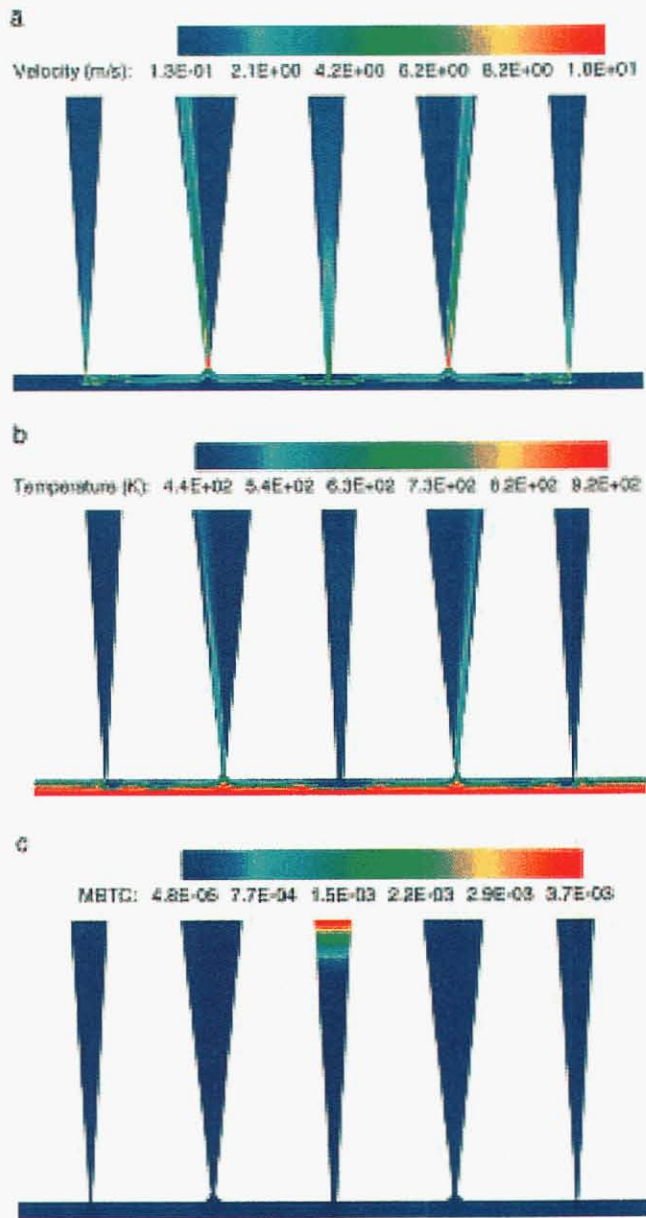 a
Velocity (m/s): 1.3E-01 2.1E+00 4.2E+00 6.2E+00 8.2E+00 1.0E+01
b
Temperature (K): 4.4E+02 5.4E+02 6.3E+02 7.3E+02 8.2E+02 9.2E+02
c
MBTC: 4.8E-05 7.7E-04 1.5E-03 2.2E-03 2.9E-03 3.7E-03